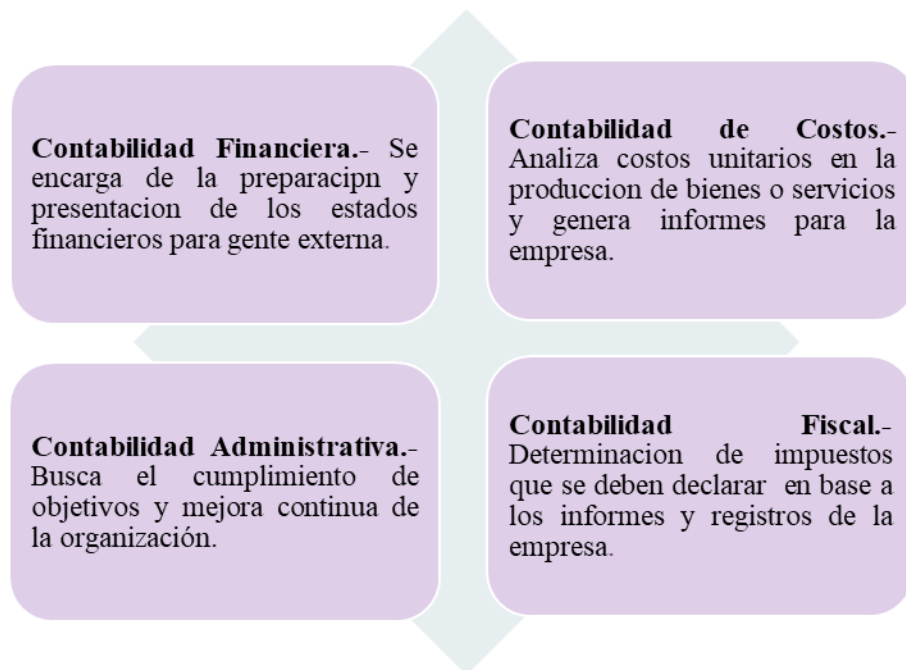 Contabilidad Financiera.- Se
encarga de la preparacipn y
presentacion de los estados
financieros para gente externa.
Contabilidad de Costos.-
Analiza costos unitarios en la
produccion de bienes o servicios
y genera informes para la
empresa.
Contabilidad Administrativa.-
Busca el cumplimiento de
objetivos y mejora continua de
la organización.
Contabilidad Fiscal.-
Determinacion de impuestos
que se deben declarar en base a
los informes y registros de la
empresa.